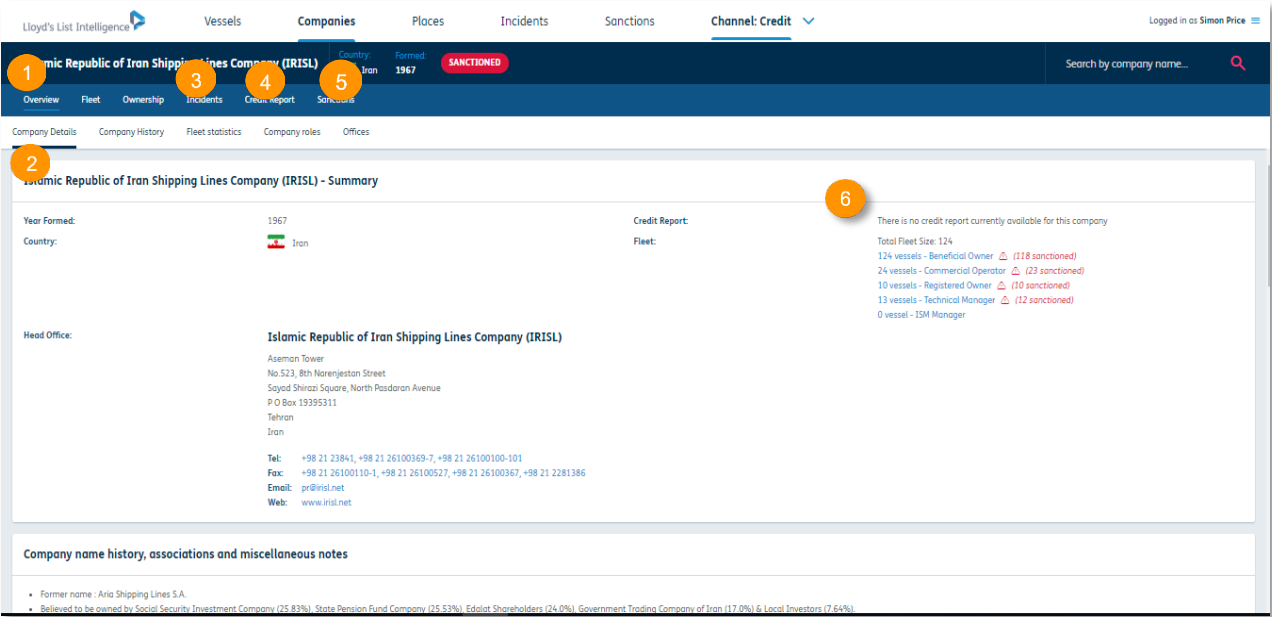 Lloyd's List Intelligence Vessels Companies Places Incidents Sanctions Channel: Credit Logged in as Simon Price
mic Republic of Iran Shipping Lines Company (IRISL) Country: Iran Formed: 1967 SANCTIONED Search by company name...
1 3 4 5
Overview Fleet Ownership Incidents Credit Report Sanctions
Company Details Company History Fleet statistics Company roles Offices
2
Islamic Republic of Iran Shipping Lines Company (IRISL) - Summary
6
Year Formed: 1967 Credit Report: There is no credit report currently available for this company
Country: Iran Fleet: Total Fleet Size: 124
124 vessels - Beneficial Owner (118 sanctioned)
24 vessels - Commercial Operator (23 sanctioned)
10 vessels - Registered Owner (10 sanctioned)
13 vessels - Technical Manager (12 sanctioned)
0 vessel - ISM Manager
Head Office: Islamic Republic of Iran Shipping Lines Company (IRISL)
Aseman Tower
No.523, 8th Narenjestan Street
Sayad Shirazi Square, North Pasdaran Avenue
P O Box 19395311
Tehran
Iran
Tel: +98 21 23841, +98 21 26100369-7, +98 21 26100100-101
Fax: +98 21 26100110-1, +98 21 26100527, +98 21 26100367, +98 21 2281386
Email: pr@irisl.net
Web: www.irisl.net
Company name history, associations and miscellaneous notes
• Former name : Aria Shipping Lines S.A.
• Believed to be owned by Social Security Investment Company (25.83%), State Pension Fund Company (25.53%), Edalat Shareholders (24.0%), Government Trading Company of Iran (17.0%) & Local Investors (7.64%).